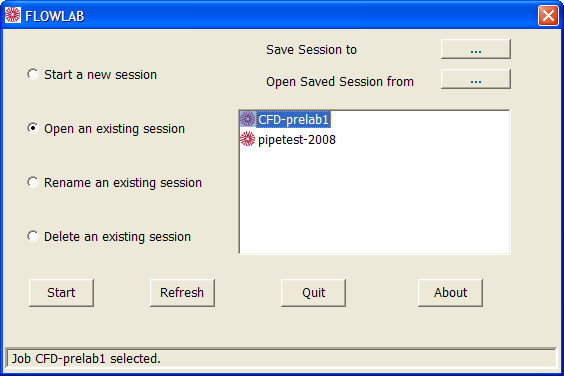 FLOWLAB
Save Session to ...
Start a new session
Open Saved Session from ...
CFD-prelab1
Open an existing session
pipetest-2008
Rename an existing session
Delete an existing session
Start Refresh Quit About
Job CFD-prelab1 selected.